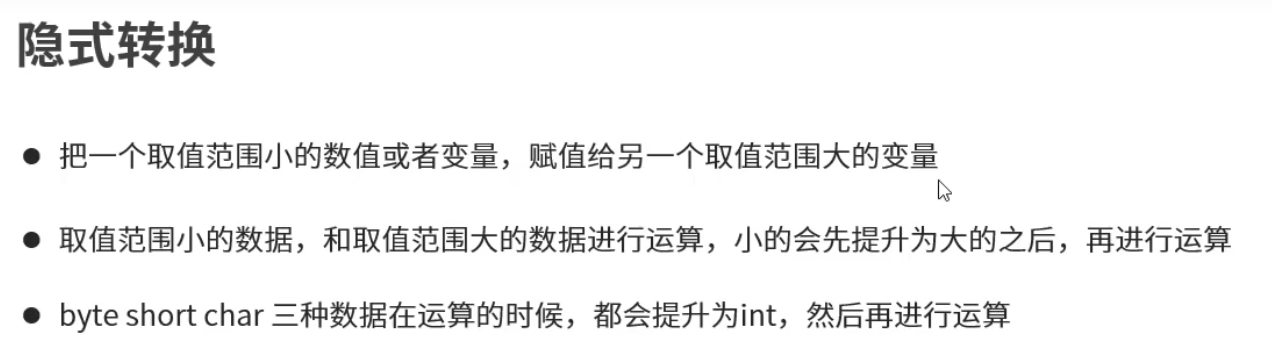 隐式转换
● 把一个取值范围小的数值或者变量，赋值给另一个取值范围大的变量
● 取值范围小的数据，和取值范围大的数据进行运算，小的会先提升为大的之后，再进行运算
● byte short char 三种数据在运算的时候，都会提升为int，然后再进行运算